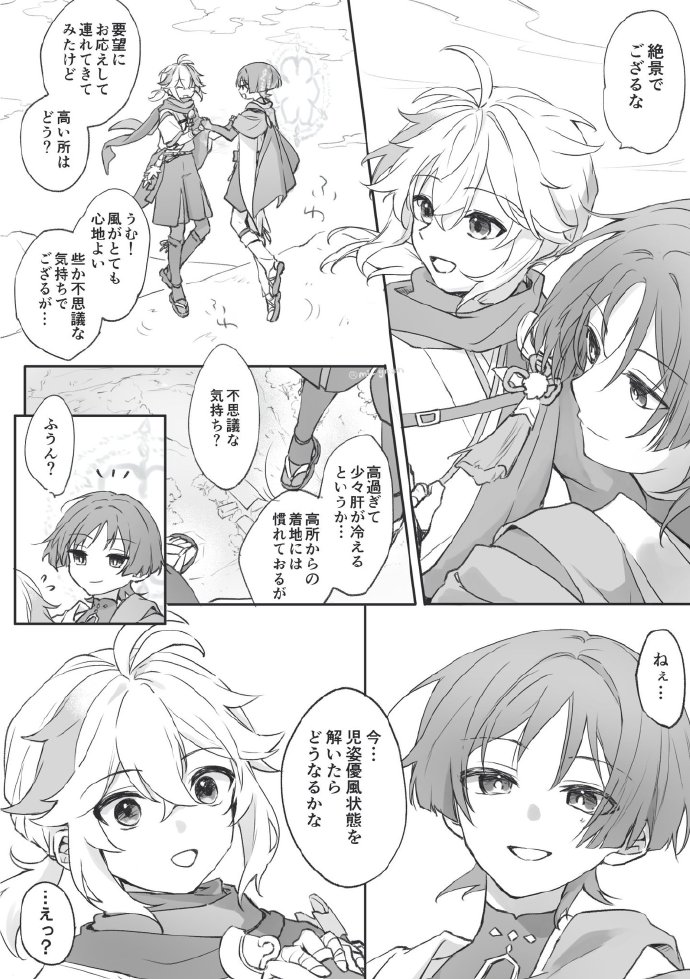 絶景で
ござるな
要望に
お応えして
連れてきて
みたけど
高い所は
どう？
うむ！
風がとても
心地よい
些か不思議な
気持ちで
ござるが…
不思議な
気持ち？
高過ぎて
少々肝が冷える
というか…
高所からの
着地には
慣れておるが
ふうん？
ねぇ…
今…
児姿優風状態を
解いたら
どうなるかな
…えっ？